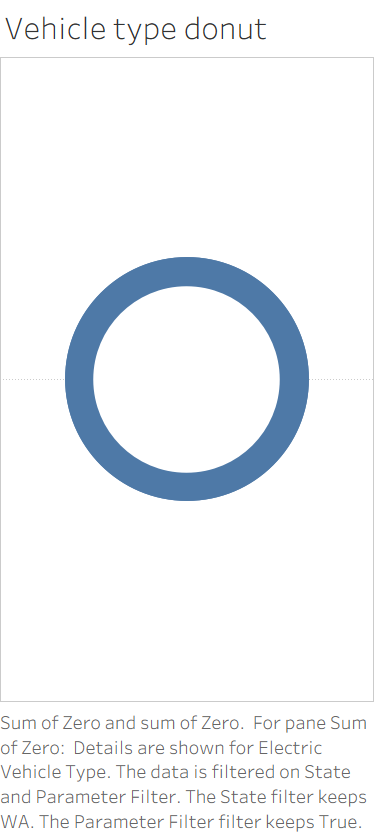 Vehicle type donut
Sum of Zero and sum of Zero.  For pane Sum
of Zero:  Details are shown for Electric
Vehicle Type. The data is filtered on State
and Parameter Filter. The State filter keeps
WA. The Parameter Filter filter keeps True.